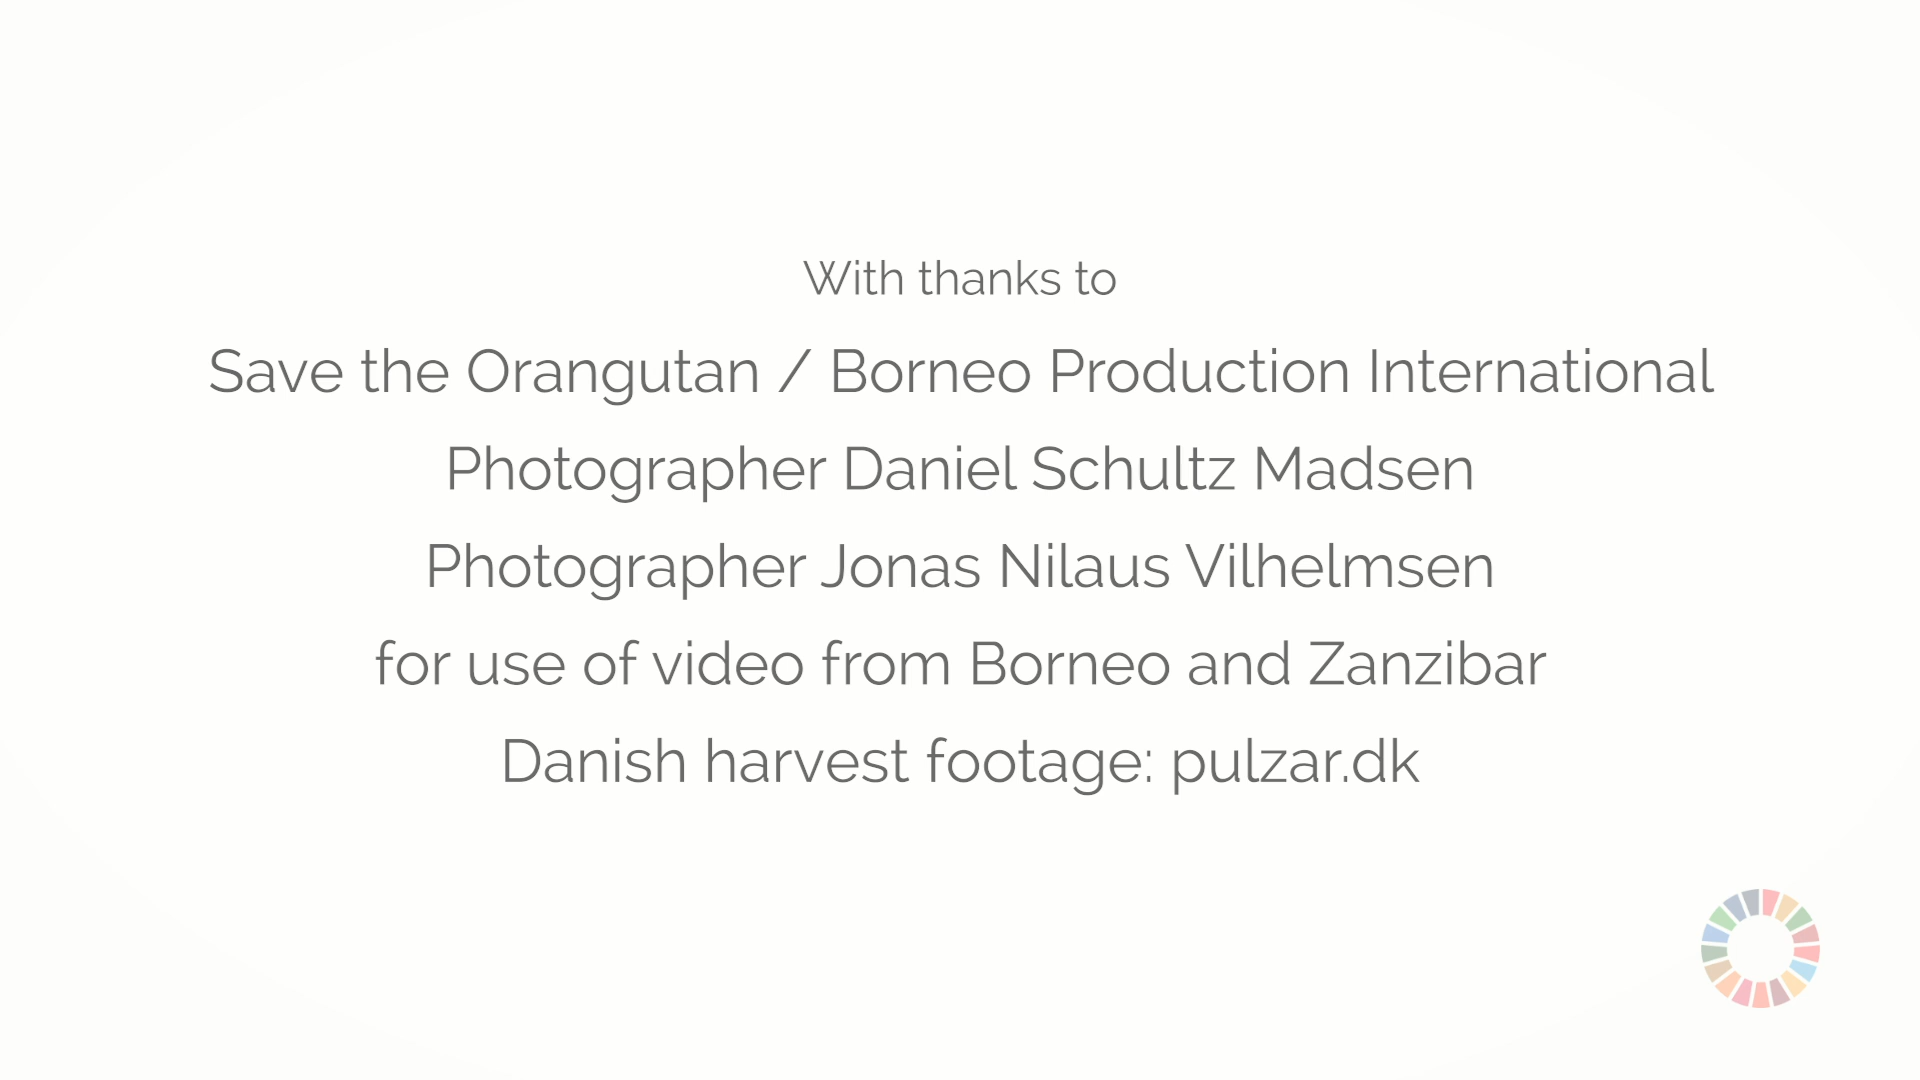 With thanks to
Save the Orangutan / Borneo Production International
Photographer Daniel Schultz Madsen
Photographer Jonas Nilaus Vilhelmsen
for use of video from Borneo and Zanzibar
Danish harvest footage: pulzar.dk